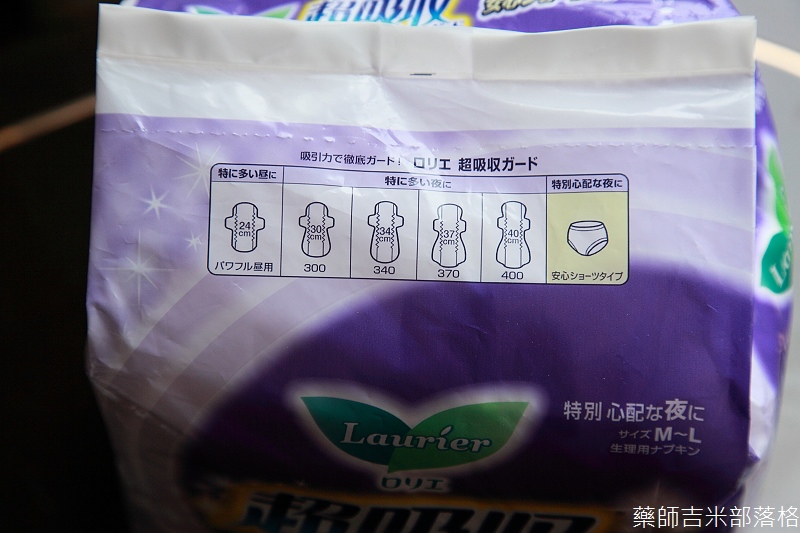 超吸収
吸引力で徹底ガード! ロリエ 超吸収ガード
特に多い昼に 特に多い夜に 特別心配な夜に
24cm 30cm 34cm 37cm 40cm
パワフル昼用 300 340 370 400 安心ショーツタイプ
Laurier
ロリエ
特別 心配な夜に
サイズ M〜L
生理用ナプキン
超吸収
藥師吉米部落格